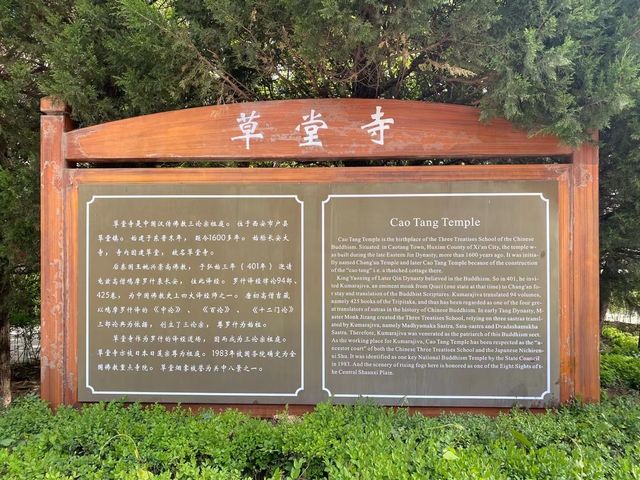 草堂寺
草堂寺是中国汉传佛教三论宗祖庭。位于西安市户县
草堂镇。始建于东晋末年,距今1600多年。初始名大
寺,寺内因建草堂,故名草堂寺。
后秦国王姚兴崇尚佛教,于弘始三年(401年)迎请
龟兹高僧鸠摩罗什来长安,住此译经。罗什译经论94部,
425卷,为中国佛教史上四大译经师之一。唐初高僧吉藏
以鸠摩罗什译的《中论》、《百论》、《十二门论》
三部论典为依据,创立了三论宗,尊罗什为始祖。
草堂寺作为罗什的译经道场,因而成为三论宗祖庭。
草堂寺亦被日本日莲宗尊为祖庭。1983年被国务院确定为全
国佛教重点寺院。草堂烟雾被誉为关中八景之一。
Cao Tang Temple
Cao Tang Temple is the birthplace of the Three Treatises School of the Chinese
Buddhism. Situated in Caotang Town, Huxian County of Xi'an City, the temple w-
as built during the late Eastern Jin Dynasty, more than 1600 years ago. It was initia-
lly named Cheng'su Temple and later Cao Tang Temple because of the construction
of the "cao-tang" i. e. a thatched cottage there.
King Yaoxing of Later Qin Dynasty believed in the Buddhism. So in 401, he inv-
ited Kumarajiva, an eminent monk from Qiuci (one state at that time) to Chang'an fo-
r stay and translation of the Buddhist Scriptures. Kumarajiva translated 94 volumns,
namely 425 books of the Tripitaka, and thus has been regarded as one of the four gre-
at translators of sutras in the history of Chinese Buddhism. In early Tang Dynasty, M-
aster Monk Jizang created the Three Treatises School, relying on three sastras transl-
ated by Kumarajiva, namely Madhyamaka Sastra, Sata-sastra and Dvadashamukha
Sastra. Therefore, Kumarajiva was venerated as the patriarch of this Buddhism sect.
As the working place for Kumarajiva, Cao Tang Temple has been respected as the "a-
ncestor court" of both the Chinese Three Treatises School and the Japanese Nichiren-
ni Shu. It was identified as one key National Buddhism Temple by the State Council
in 1983. And the scenery of rising fogs here is honored as one of the Eight Sights of t-
he Central Shaanxi Plain.